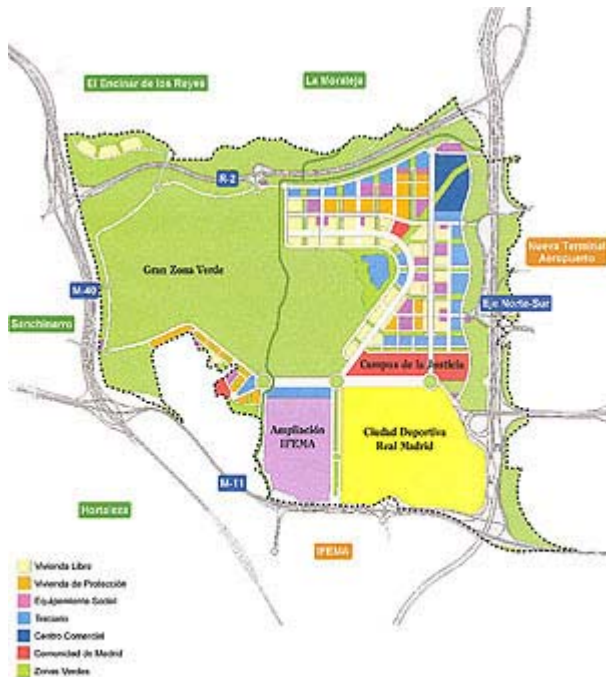 El Encinar de los Reyes
La Moraleja
R-2
Nueva Terminal
Aeropuerto
Gran Zona Verde
M-40
Eje Norte-Sur
Sanchinarro
Campus de la Justicia
Ampliación
IFEMA
Ciudad Deportiva
Real Madrid
M-11
Hortaleza
IFEMA
Vivienda Libre
Vivienda de Protección
Equipamiento Social
Terciario
Centro Comercial
Comunidad de Madrid
Zonas Verdes